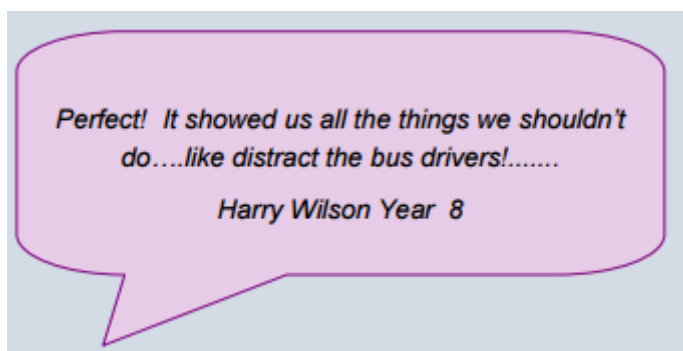 Perfect!  It showed us all the things we shouldn't
do….like distract the bus drivers!.......
Harry Wilson Year  8